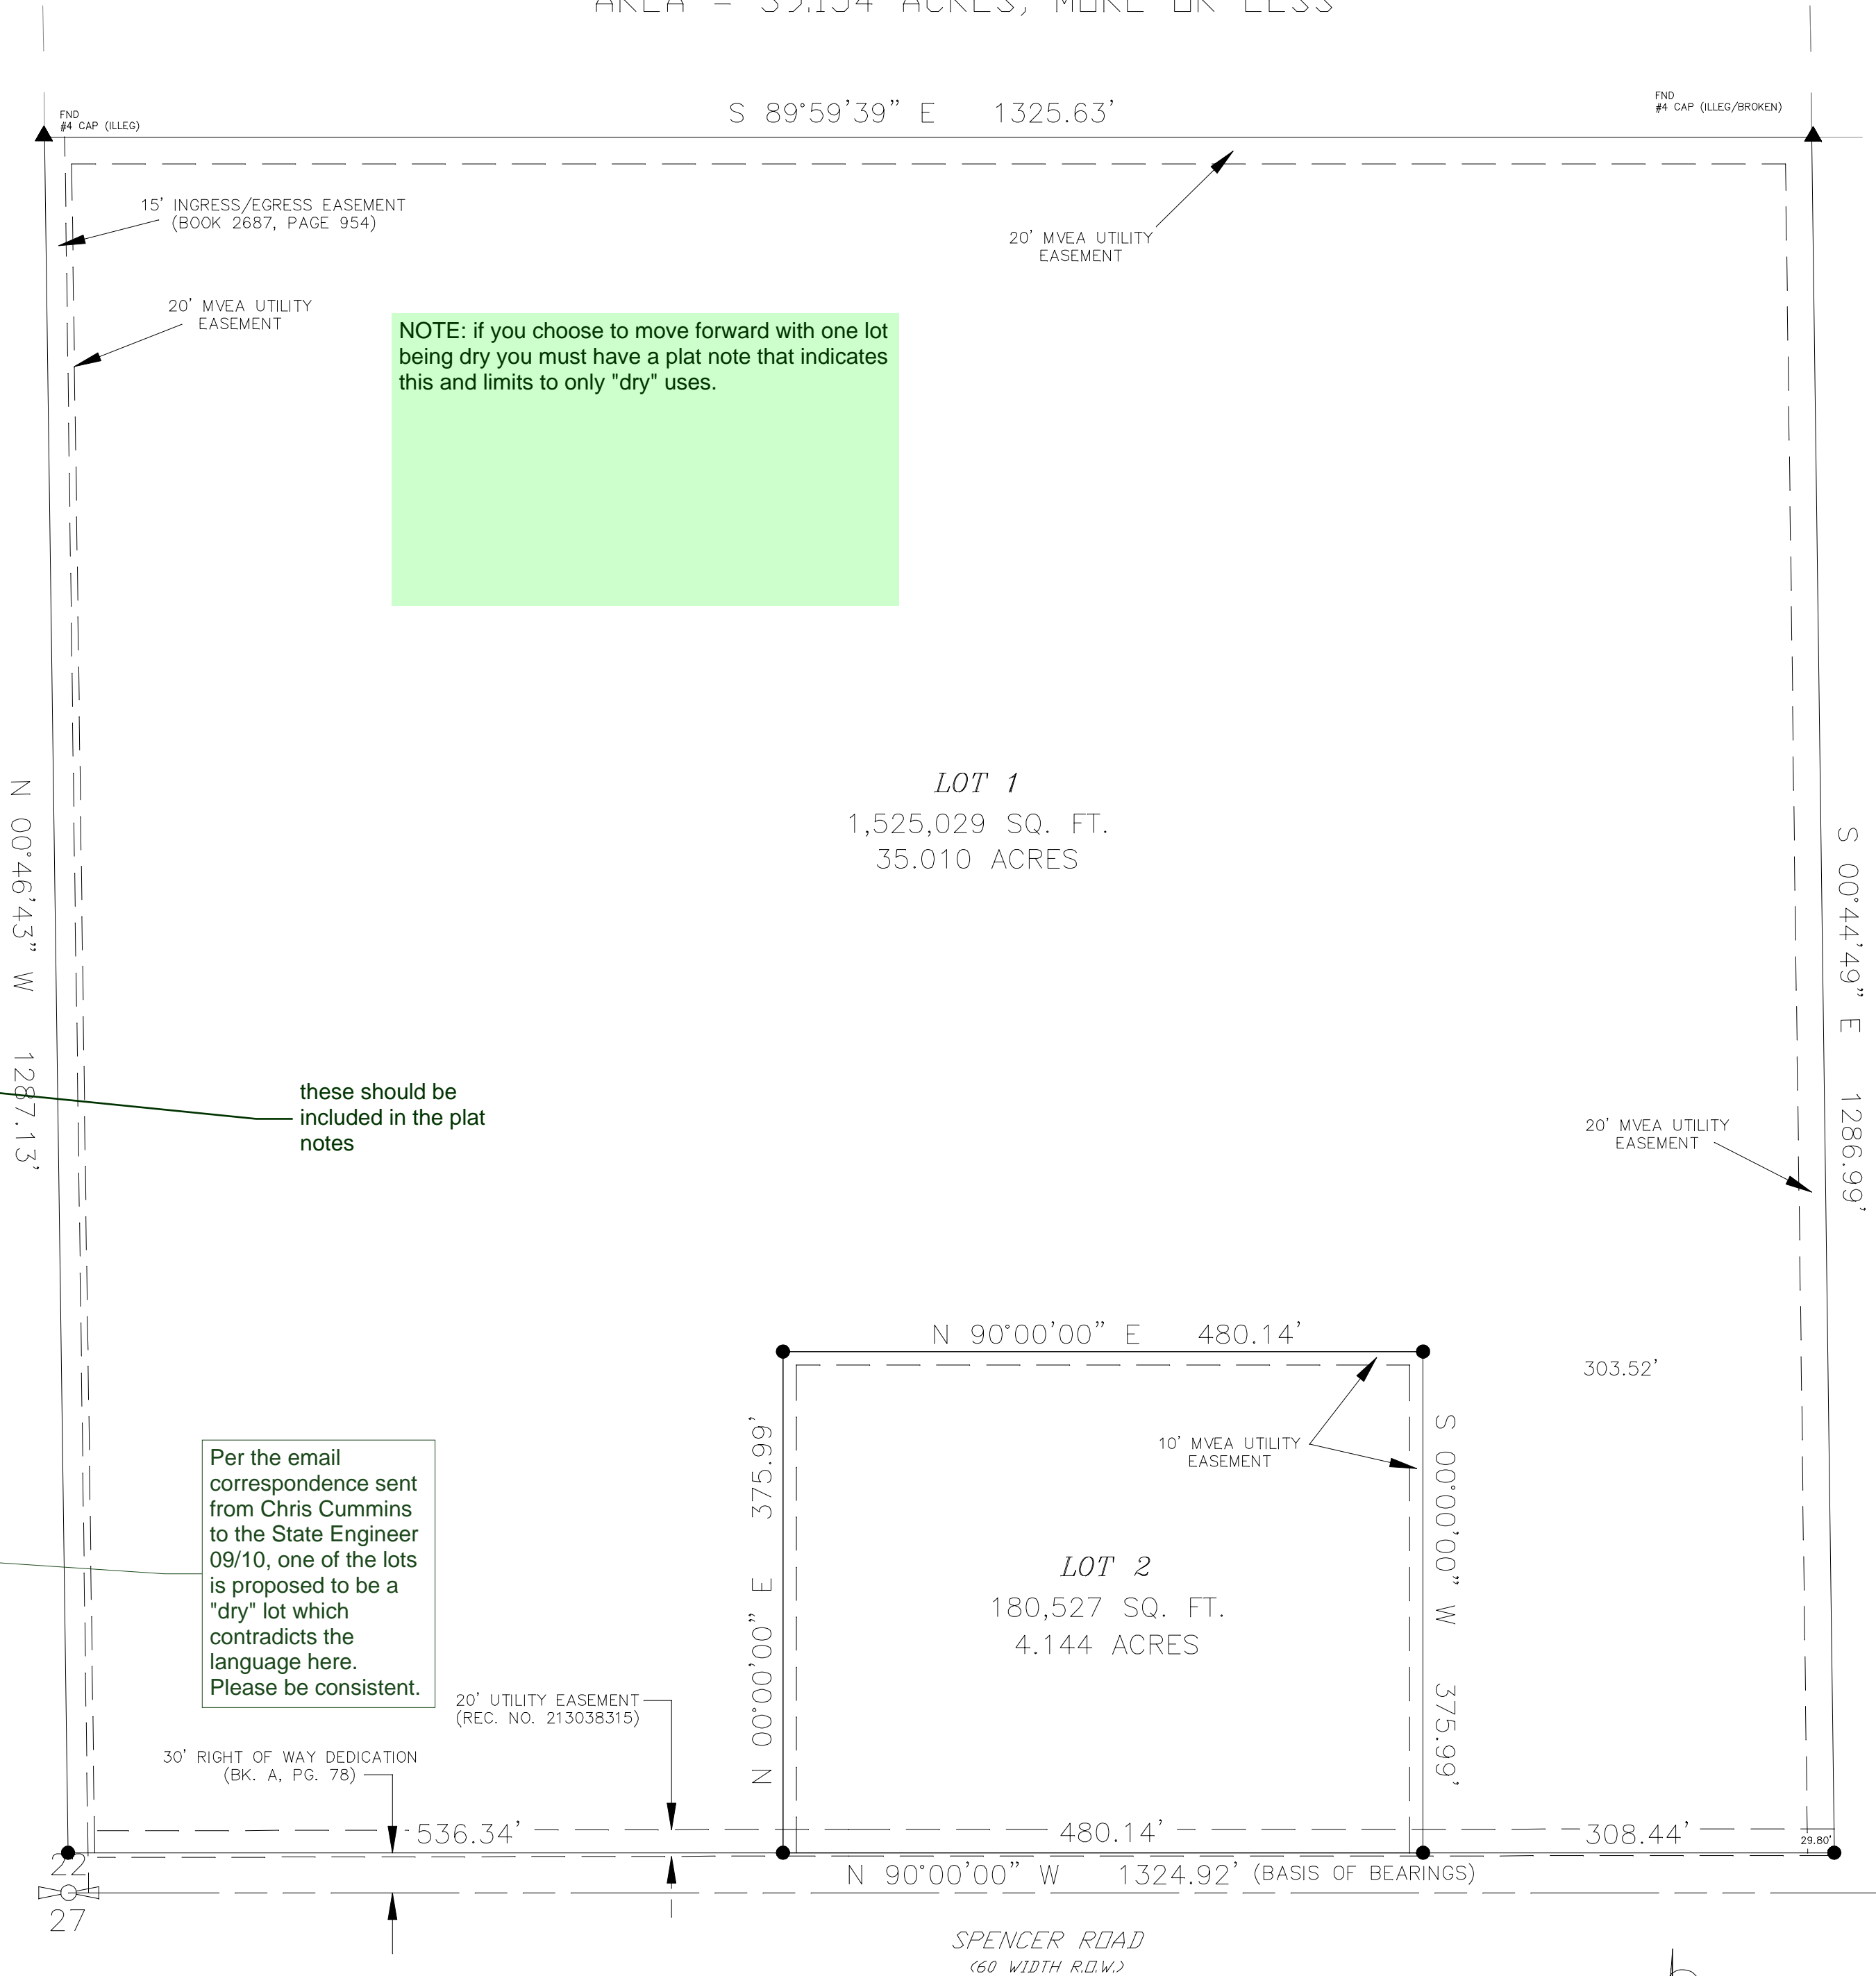 AREA = 39.154 ACRES, MORE OR LESS
S 89°59'39" E 1325.63'
FND
#4 CAP (ILLEG)
FND
#4 CAP (ILLEG/BROKEN)
15' INGRESS/EGRESS EASEMENT
(BOOK 2687, PAGE 954)
20' MVEA UTILITY
EASEMENT
20' MVEA UTILITY
EASEMENT
NOTE: if you choose to move forward with one lot
being dry you must have a plat note that indicates
this and limits to only "dry" uses.
LOT 1
1,525,029 SQ. FT.
35.010 ACRES
N 00°46'43" W 1287.13'
S 00°44'49" E 1286.99'
these should be
included in the plat
notes
20' MVEA UTILITY
EASEMENT
N 90°00'00" E 480.14'
303.52'
N 00°00'00" E 375.99'
S 00°00'00" W 375.99'
10' MVEA UTILITY
EASEMENT
Per the email
correspondence sent
from Chris Cummins
to the State Engineer
09/10, one of the lots
is proposed to be a
"dry" lot which
contradicts the
language here.
Please be consistent.
LOT 2
180,527 SQ. FT.
4.144 ACRES
20' UTILITY EASEMENT
(REC. NO. 213038315)
30' RIGHT OF WAY DEDICATION
(BK. A, PG. 78)
536.34'
480.14'
308.44'
29.80'
22
27
N 90°00'00" W 1324.92' (BASIS OF BEARINGS)
SPENCER ROAD
(60 WIDTH R.O.W.)